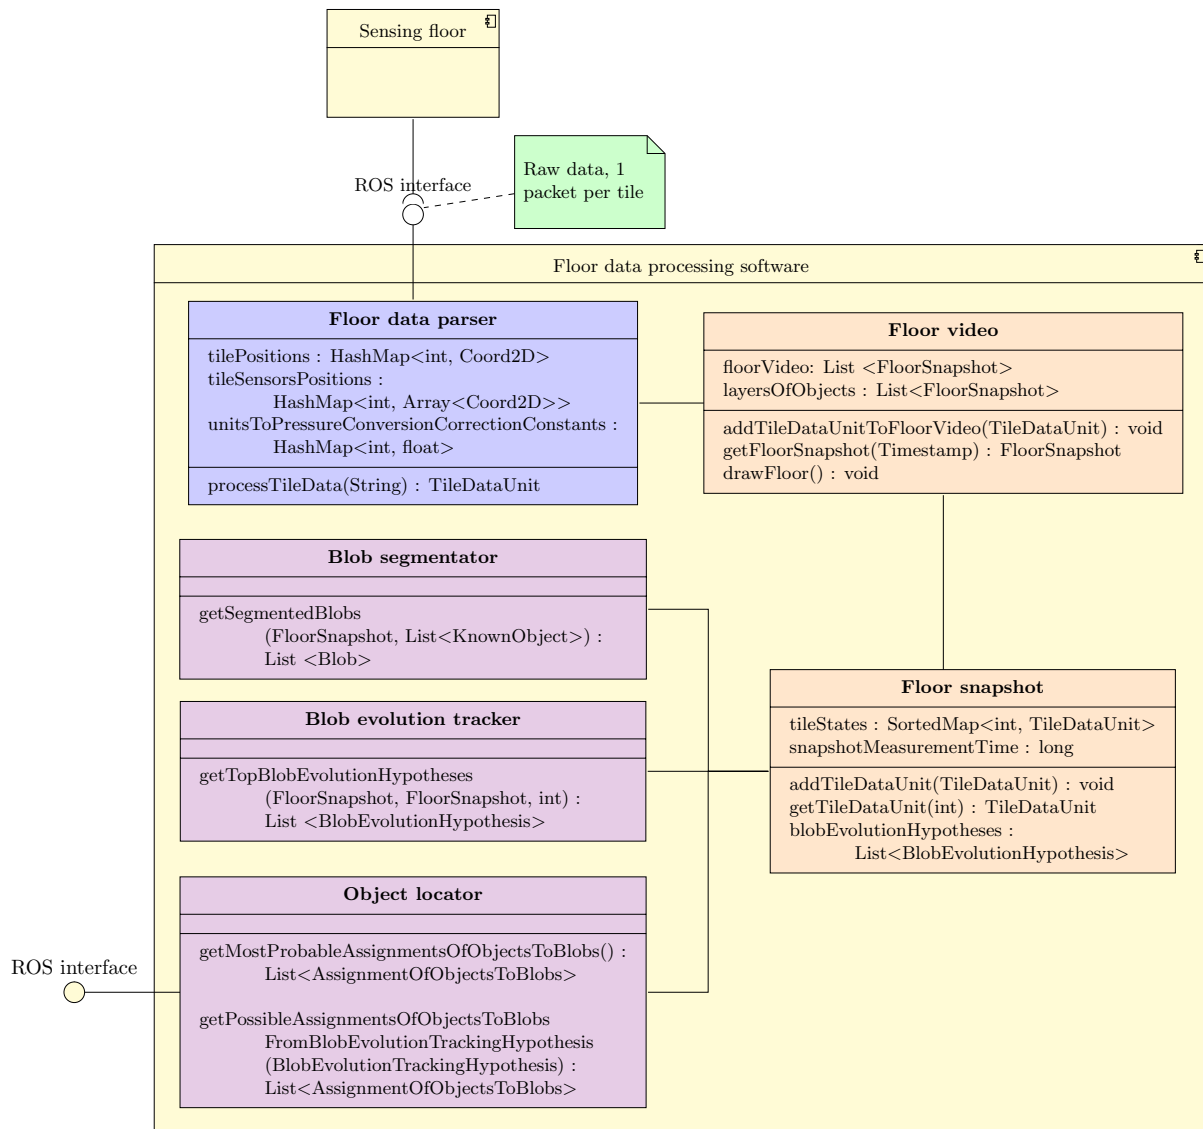 Sensing floor
ROS interface
Raw data, 1
packet per tile
Floor data processing software
Floor data parser
tilePositions : HashMap<int, Coord2D>
tileSensorsPositions :
HashMap<int, Array<Coord2D>>
unitsToPressureConversionCorrectionConstants :
HashMap<int, float>
processTileData(String) : TileDataUnit
Floor video
floorVideo: List <FloorSnapshot>
layersOfObjects : List<FloorSnapshot>
addTileDataUnitToFloorVideo(TileDataUnit) : void
getFloorSnapshot(Timestamp) : FloorSnapshot
drawFloor() : void
Blob segmentator
getSegmentedBlobs
(FloorSnapshot, List<KnownObject>) :
List <Blob>
Blob evolution tracker
getTopBlobEvolutionHypotheses
(FloorSnapshot, FloorSnapshot, int) :
List <BlobEvolutionHypothesis>
Floor snapshot
tileStates : SortedMap<int, TileDataUnit>
snapshotMeasurementTime : long
addTileDataUnit(TileDataUnit) : void
getTileDataUnit(int) : TileDataUnit
blobEvolutionHypotheses :
List<BlobEvolutionHypothesis>
Object locator
getMostProbableAssignmentsOfObjectsToBlobs() :
List<AssignmentOfObjectsToBlobs>
getPossibleAssignmentsOfObjectsToBlobs
FromBlobEvolutionTrackingHypothesis
(BlobEvolutionTrackingHypothesis) :
List<AssignmentOfObjectsToBlobs>
ROS interface